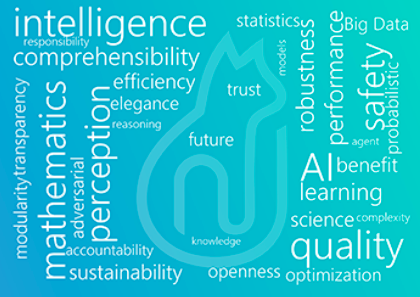 intelligence
responsibility
comprehensibility
statistics
Big Data
models
robustness
performance
safety
probabilistic
efficiency
elegance
reasoning
trust
transparency
modularity
mathematics
adversarial
perception
future
agent
AI
benefit
learning
science
complexity
knowledge
quality
accountability
sustainability
openness
optimization